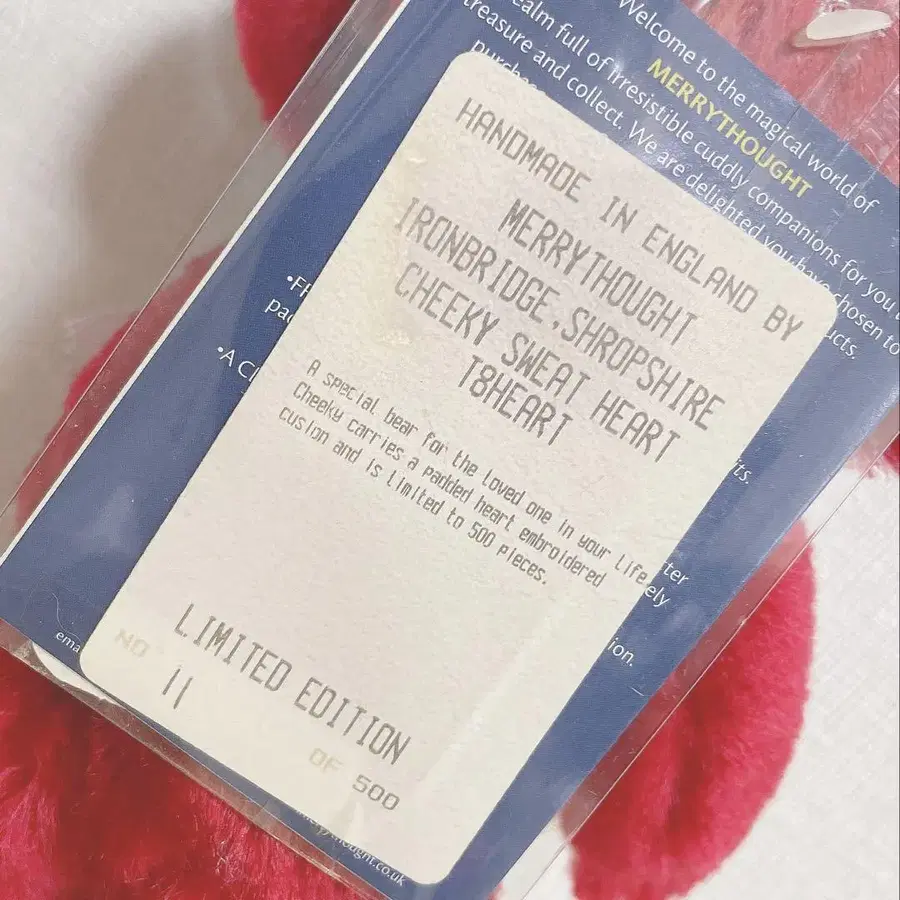 Welcome to the magical world of
MERRYTHOUGHT
realm full of irresistible cuddly companions for you
treasure and collect. We are delighted you have chosen to
HANDMADE IN ENGLAND BY
MERRYTHOUGHT
IRONBRIDGE, SHROPSHIRE
CHEEKY SWEAT HEART
T8HEART
A special bear for the loved one in your life.
Cheeky carries a padded heart embroidered
cusion and is limited to 500 pieces.
LIMITED EDITION
NO
11
OF 500